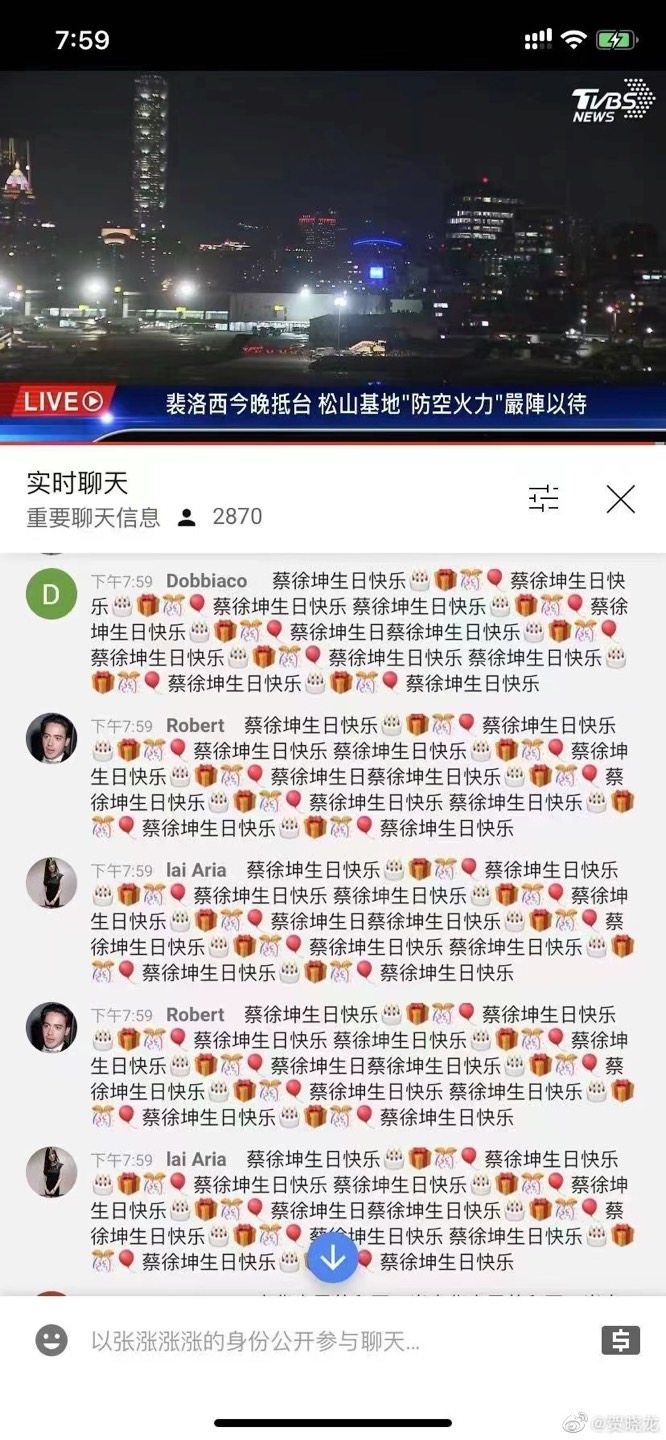 7:59
TVBS
NEWS
LIVE
裴洛西今晚抵台 松山基地"防空火力"嚴陣以待
实时聊天
重要聊天信息 2870
D
下午7:59 Dobbiaco 蔡徐坤生日快乐🎂🎁🎊🎈蔡徐坤生日快
乐🎂🎁🎊🎈蔡徐坤生日快乐 蔡徐坤生日快乐🎂🎁🎊🎈蔡徐
坤生日快乐🎂🎁🎊🎈蔡徐坤生日蔡徐坤生日快乐🎂🎁🎊🎈
蔡徐坤生日快乐🎂🎁🎊🎈蔡徐坤生日快乐 蔡徐坤生日快乐🎂
🎁🎊🎈蔡徐坤生日快乐🎂🎁🎊🎈蔡徐坤生日快乐
下午7:59 Robert 蔡徐坤生日快乐🎂🎁🎊🎈蔡徐坤生日快乐
🎂🎁🎊🎈蔡徐坤生日快乐 蔡徐坤生日快乐🎂🎁🎊🎈蔡徐坤
生日快乐🎂🎁🎊🎈蔡徐坤生日蔡徐坤生日快乐🎂🎁🎊🎈蔡
徐坤生日快乐🎂🎁🎊🎈蔡徐坤生日快乐 蔡徐坤生日快乐🎂🎁
🎊🎈蔡徐坤生日快乐🎂🎁🎊🎈蔡徐坤生日快乐
下午7:59 lai Aria 蔡徐坤生日快乐🎂🎁🎊🎈蔡徐坤生日快乐
🎂🎁🎊🎈蔡徐坤生日快乐 蔡徐坤生日快乐🎂🎁🎊🎈蔡徐坤
生日快乐🎂🎁🎊🎈蔡徐坤生日蔡徐坤生日快乐🎂🎁🎊🎈蔡
徐坤生日快乐🎂🎁🎊🎈蔡徐坤生日快乐 蔡徐坤生日快乐🎂🎁
🎊🎈蔡徐坤生日快乐🎂🎁🎊🎈蔡徐坤生日快乐
下午7:59 Robert 蔡徐坤生日快乐🎂🎁🎊🎈蔡徐坤生日快乐
🎂🎁🎊🎈蔡徐坤生日快乐 蔡徐坤生日快乐🎂🎁🎊🎈蔡徐坤
生日快乐🎂🎁🎊🎈蔡徐坤生日蔡徐坤生日快乐🎂🎁🎊🎈蔡
徐坤生日快乐🎂🎁🎊🎈蔡徐坤生日快乐 蔡徐坤生日快乐🎂🎁
🎊🎈蔡徐坤生日快乐🎂🎁🎊🎈蔡徐坤生日快乐
下午7:59 lai Aria 蔡徐坤生日快乐🎂🎁🎊🎈蔡徐坤生日快乐
🎂🎁🎊🎈蔡徐坤生日快乐 蔡徐坤生日快乐🎂🎁🎊🎈蔡徐坤
生日快乐🎂🎁🎊🎈蔡徐坤生日蔡徐坤生日快乐🎂🎁🎊🎈蔡
徐坤生日快乐🎂🎁🎊🎈蔡徐坤生日快乐 蔡徐坤生日快乐🎂🎁
🎊🎈蔡徐坤生日快乐🎂🎈蔡徐坤生日快乐
以张涨涨涨的身份公开参与聊天...
@贺晓龙